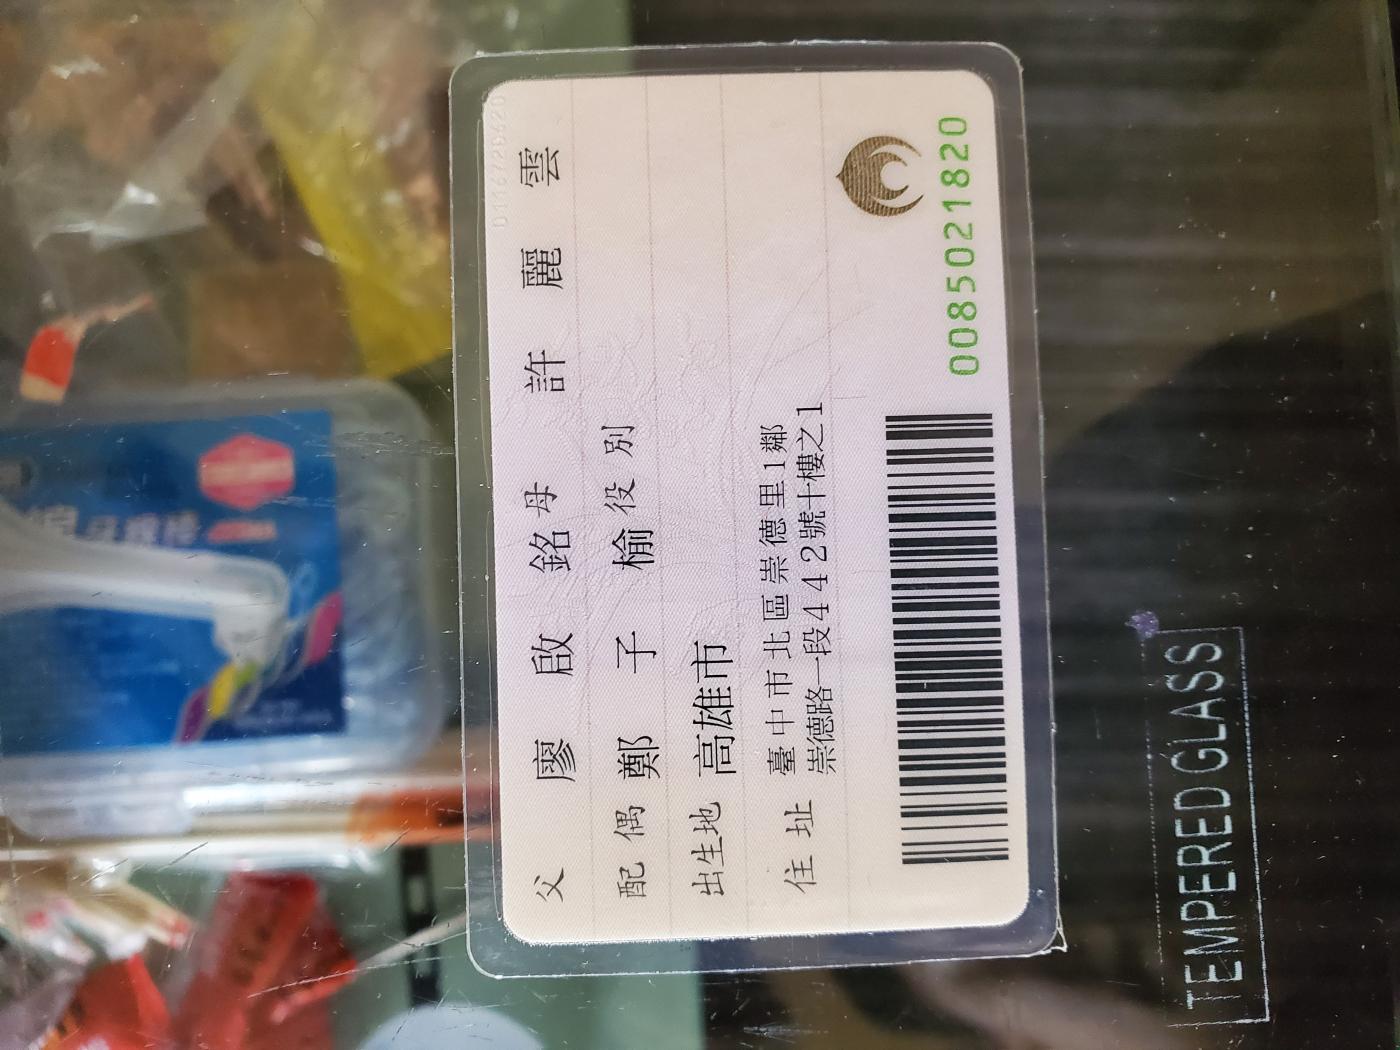 父 廖啟銘 母 許麗雲
配偶 鄭子榆 役別
出生地 高雄市
住址 臺中市北區崇德里1鄰
崇德路一段442號十樓之1
0085021820
TEMPERED GLASS